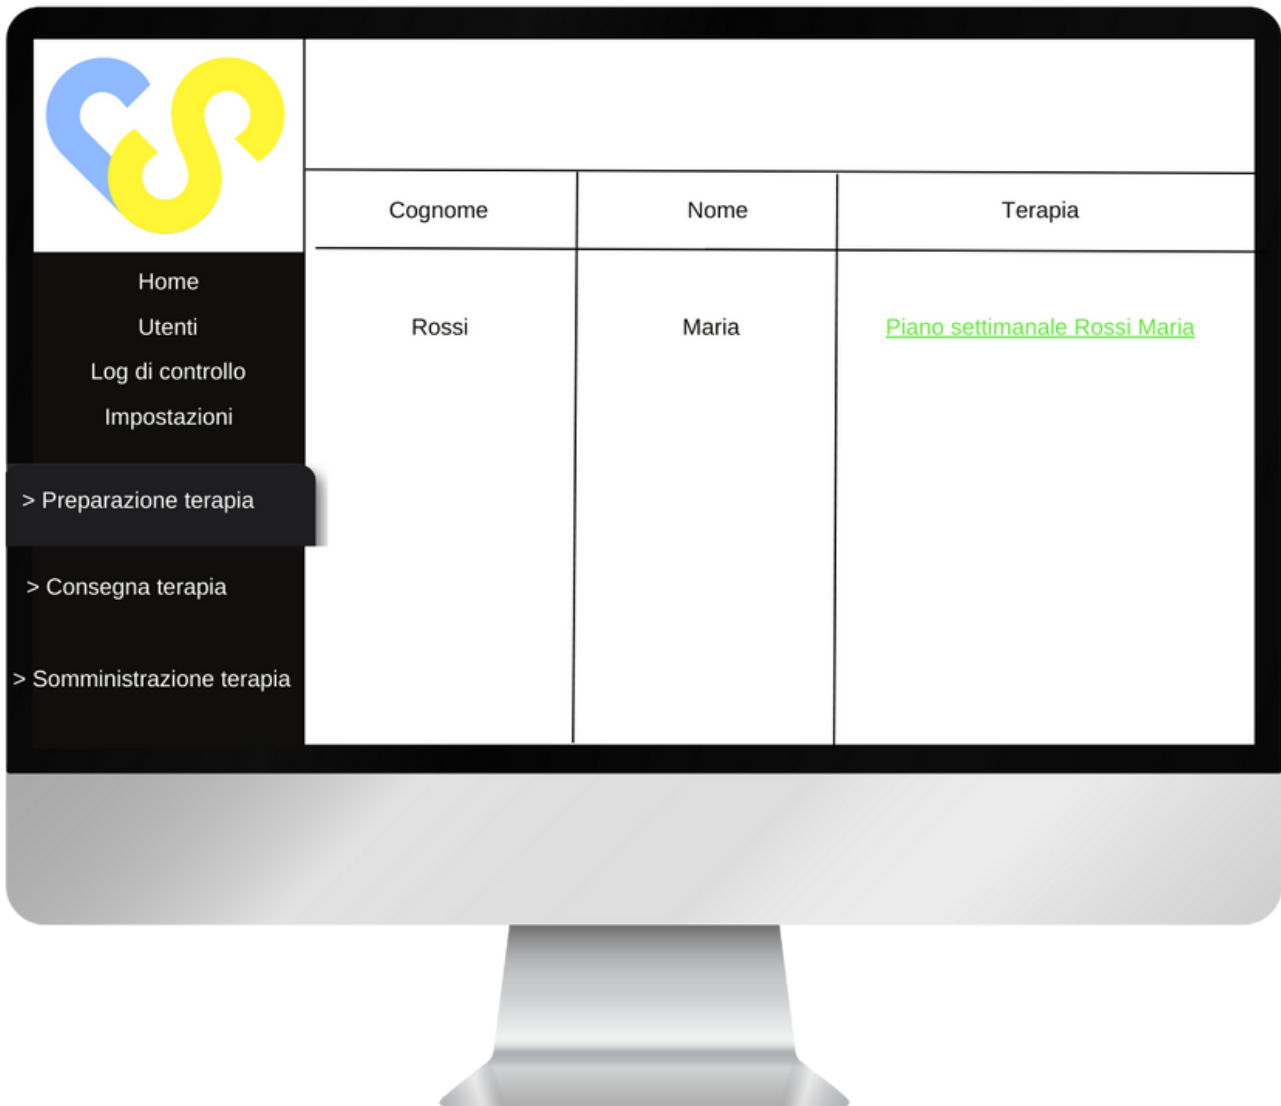 Home
Utenti
Log di controllo
Impostazioni
> Preparazione terapia
> Consegna terapia
> Somministrazione terapia
Cognome Nome Terapia
Rossi Maria Piano settimanale Rossi Maria